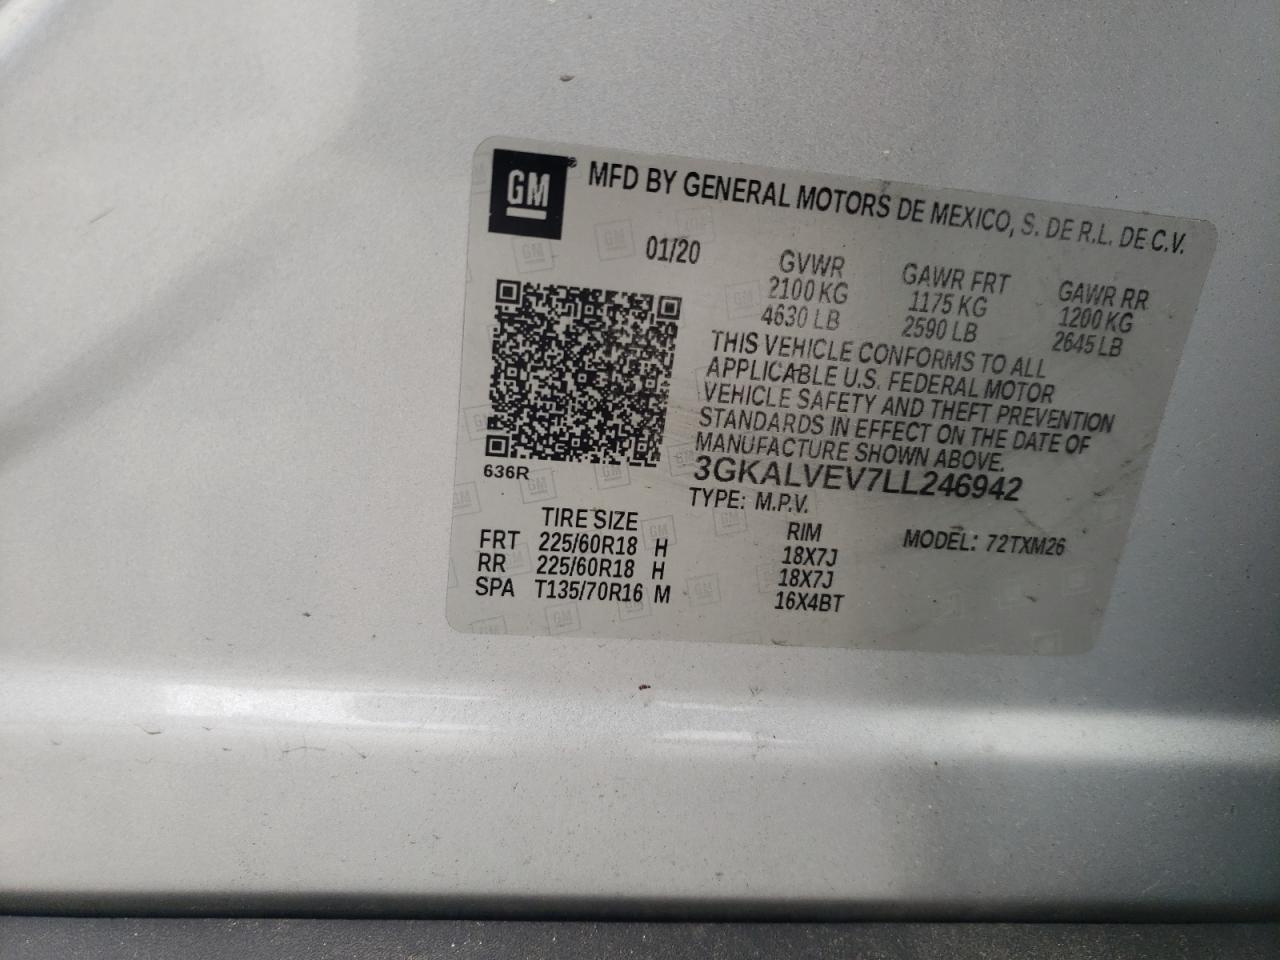 GM ® MFD BY GENERAL MOTORS DE MEXICO, S. DE R.L. DE C.V.
01/20 GVWR GAWR FRT GAWR RR
2100 KG 1175 KG 1200 KG
4630 LB 2590 LB 2645 LB
THIS VEHICLE CONFORMS TO ALL
APPLICABLE U.S. FEDERAL MOTOR
VEHICLE SAFETY AND THEFT PREVENTION
STANDARDS IN EFFECT ON THE DATE OF
MANUFACTURE SHOWN ABOVE.
636R 3GKALVEV7LL246942
TYPE: M.P.V.
TIRE SIZE RIM MODEL: 72TXM26
FRT 225/60R18 H 18X7J
RR 225/60R18 H 18X7J
SPA T135/70R16 M 16X4BT